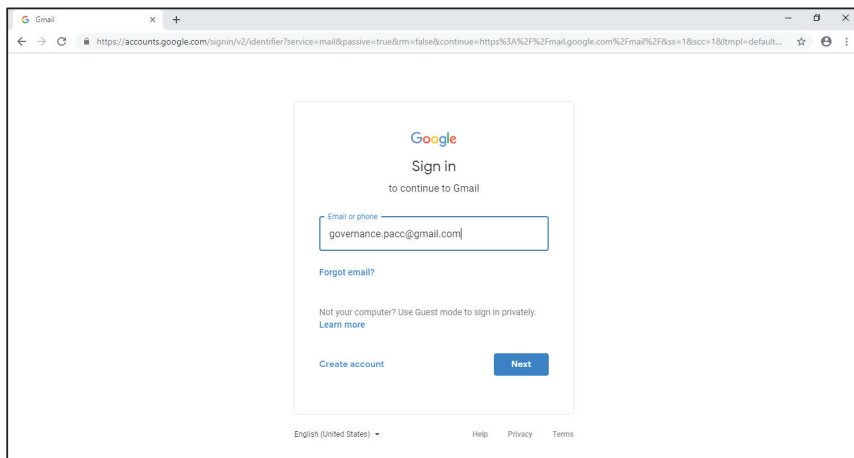 Gmail
https://accounts.google.com/signin/v2/identifier?service=mail&passive=true&rm=false&continue=https%3A%2F%2Fmail.google.com%2Fmail%2F&ss=1&scc=1&ltmpl=default...
Google
Sign in
to continue to Gmail
Email or phone
governance.pacc@gmail.com
Forgot email?
Not your computer? Use Guest mode to sign in privately.
Learn more
Create account
Next
English (United States)
Help Privacy Terms